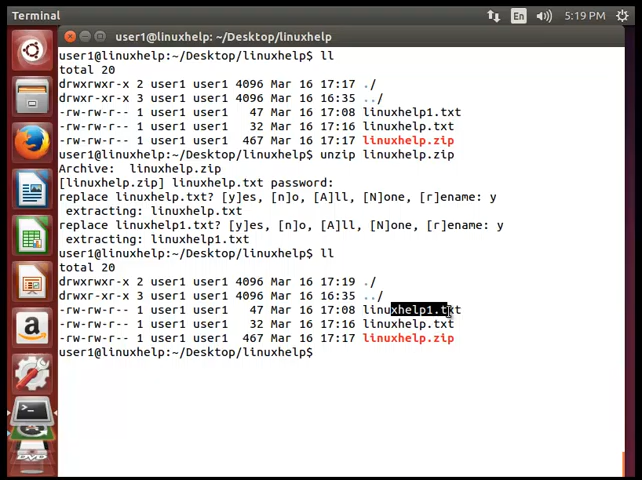 Terminal
En
5:19 PM
user1@linuxhelp: ~/Desktop/linuxhelp
user1@linuxhelp:~/Desktop/linuxhelp$ ll
total 20
drwxrwxr-x 2 user1 user1 4096 Mar 16 17:17 ./
drwxr-xr-x 3 user1 user1 4096 Mar 16 16:35 ../
-rw-rw-r-- 1 user1 user1   47 Mar 16 17:08 linuxhelp1.txt
-rw-rw-r-- 1 user1 user1   32 Mar 16 17:16 linuxhelp.txt
-rw-rw-r-- 1 user1 user1  467 Mar 16 17:17 linuxhelp.zip
user1@linuxhelp:~/Desktop/linuxhelp$ unzip linuxhelp.zip
Archive:  linuxhelp.zip
[linuxhelp.zip] linuxhelp.txt password:
replace linuxhelp.txt? [y]es, [n]o, [A]ll, [N]one, [r]ename: y
 extracting: linuxhelp.txt
replace linuxhelp1.txt? [y]es, [n]o, [A]ll, [N]one, [r]ename: y
 extracting: linuxhelp1.txt
user1@linuxhelp:~/Desktop/linuxhelp$ ll
total 20
drwxrwxr-x 2 user1 user1 4096 Mar 16 17:19 ./
drwxr-xr-x 3 user1 user1 4096 Mar 16 16:35 ../
-rw-rw-r-- 1 user1 user1   47 Mar 16 17:08 linuxhelp1.txt
-rw-rw-r-- 1 user1 user1   32 Mar 16 17:16 linuxhelp.txt
-rw-rw-r-- 1 user1 user1  467 Mar 16 17:17 linuxhelp.zip
user1@linuxhelp:~/Desktop/linuxhelp$
a
DVD